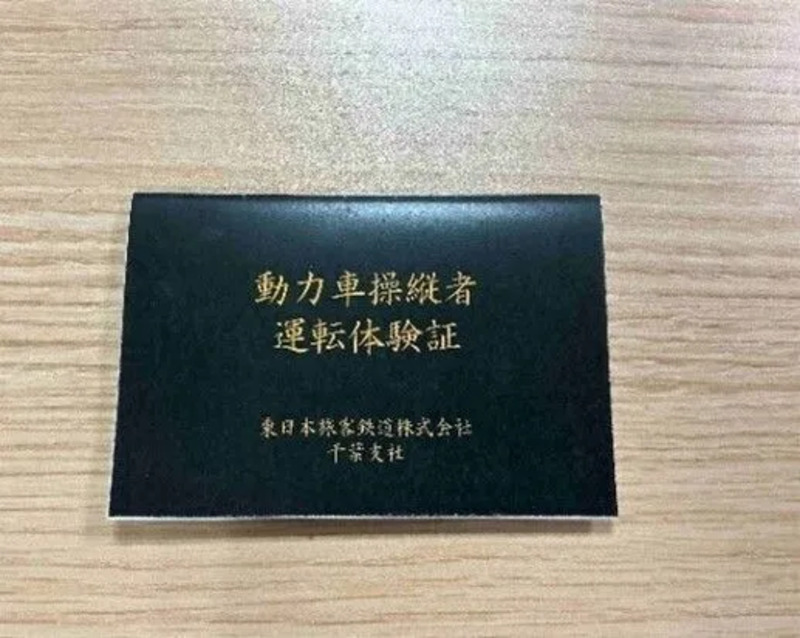 動力車操縦者
運転体験証
東日本旅客鉄道株式会社
千葉支社